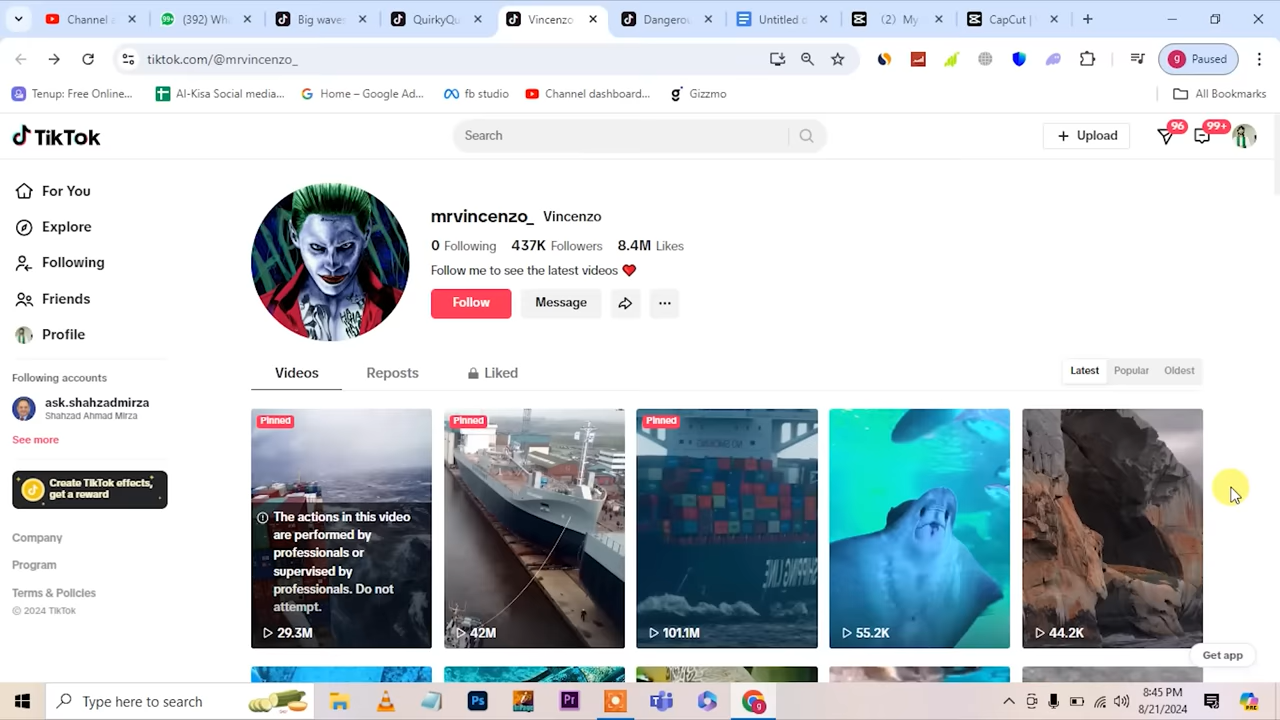 Channel a
(392) Wh
Big wave
QuirkyQu
Vincenzo
Dangero
Untitled
(2) My
CapCut |
tiktok.com/@mrvincenzo_
Paused
Tenup: Free Online...
Al-Kisa Social media...
Home – Google Ad...
fb studio
Channel dashboard...
Gizzmo
All Bookmarks
TikTok
Search
Upload
96
99+
For You
Explore
Following
Friends
Profile
Following accounts
ask.shahzadmirza
Shahzad Ahmad Mirza
See more
Create TikTok effects,
get a reward
Company
Program
Terms & Policies
© 2024 TikTok
mrvincenzo_ Vincenzo
0 Following 437K Followers 8.4M Likes
Follow me to see the latest videos ❤️
Follow
Message
Videos
Reposts
Liked
Latest
Popular
Oldest
Pinned
Pinned
Pinned
The actions in this video
are performed by
professionals or
supervised by
professionals. Do not
attempt.
29.3M
42M
101.1M
55.2K
44.2K
Get app
Type here to search
8:45 PM
8/21/2024